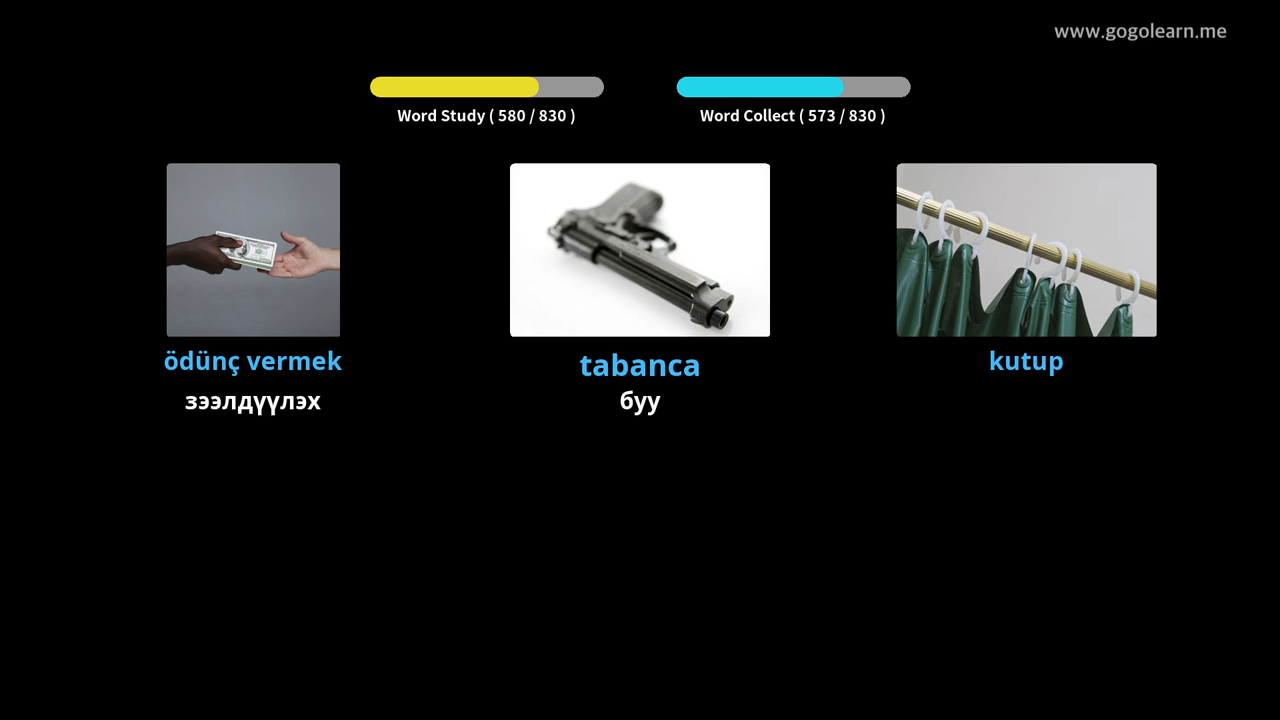 www.gogolearn.me
Word Study ( 580 / 830 )
Word Collect ( 573 / 830 )
ödünç vermek
зээлдүүлэх
tabanca
буу
kutup